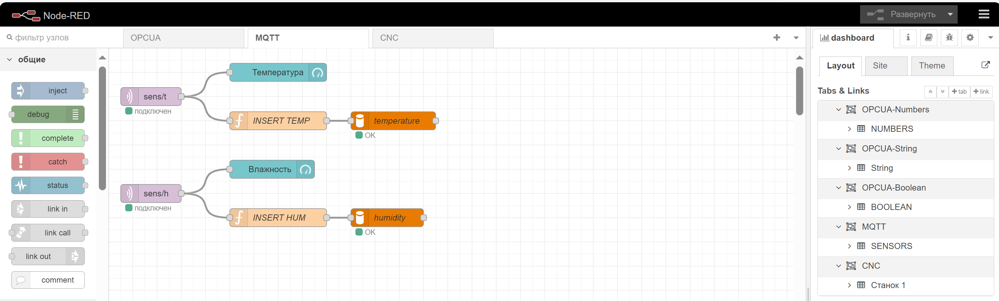 Node-RED
Развернуть
фильтр узлов
OPCUA
MQTT
CNC
dashboard
общие
inject
debug
complete
catch
status
link in
link call
link out
comment
Температура
sens/t
подключен
INSERT TEMP
temperature
OK
Влажность
sens/h
подключен
INSERT HUM
humidity
OK
Layout
Site
Theme
Tabs & Links
tab
link
OPCUA-Numbers
NUMBERS
OPCUA-String
String
OPCUA-Boolean
BOOLEAN
MQTT
SENSORS
CNC
Станок 1